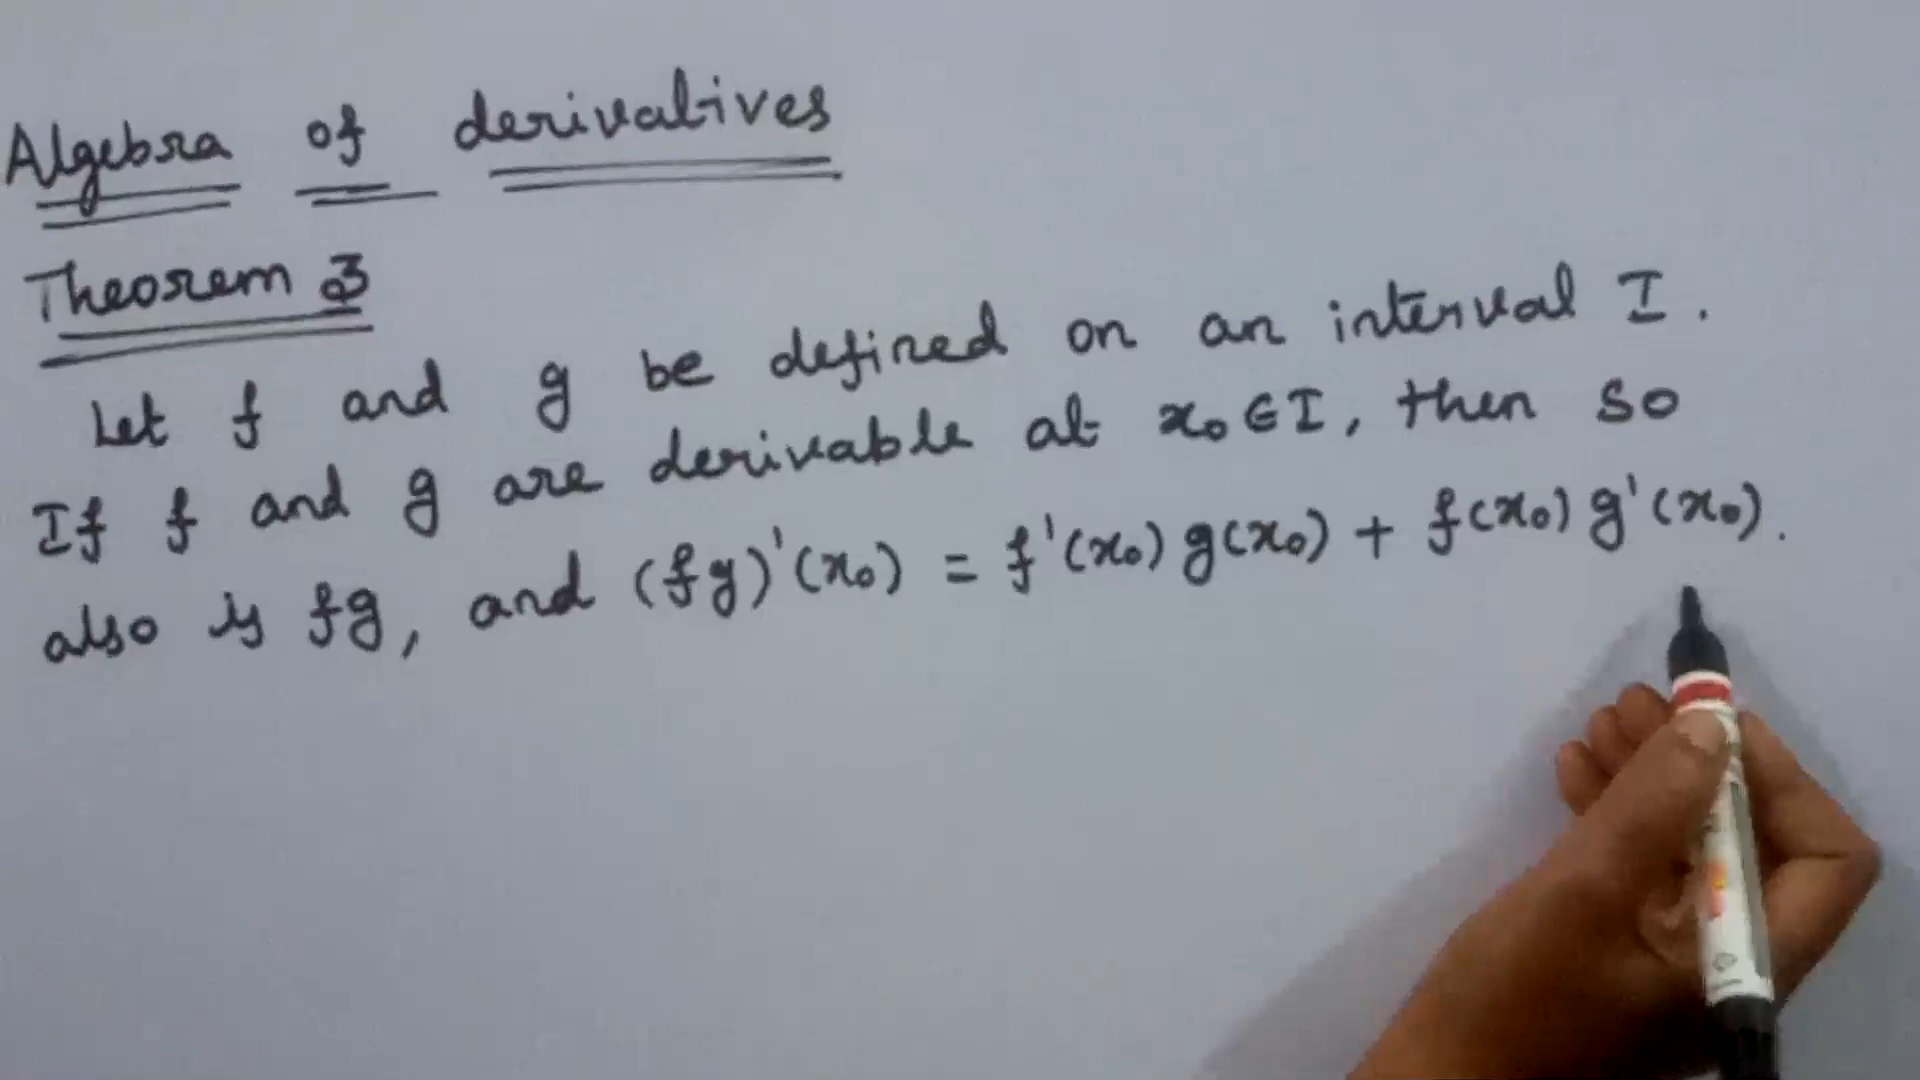 Algebra of derivatives
Theorem 3
Let f and g be defined on an interval I.
If f and g are derivable at x₀ ∈ I, then so
also is fg, and (fg)'(x₀) = f'(x₀) g(x₀) + f(x₀) g'(x₀).